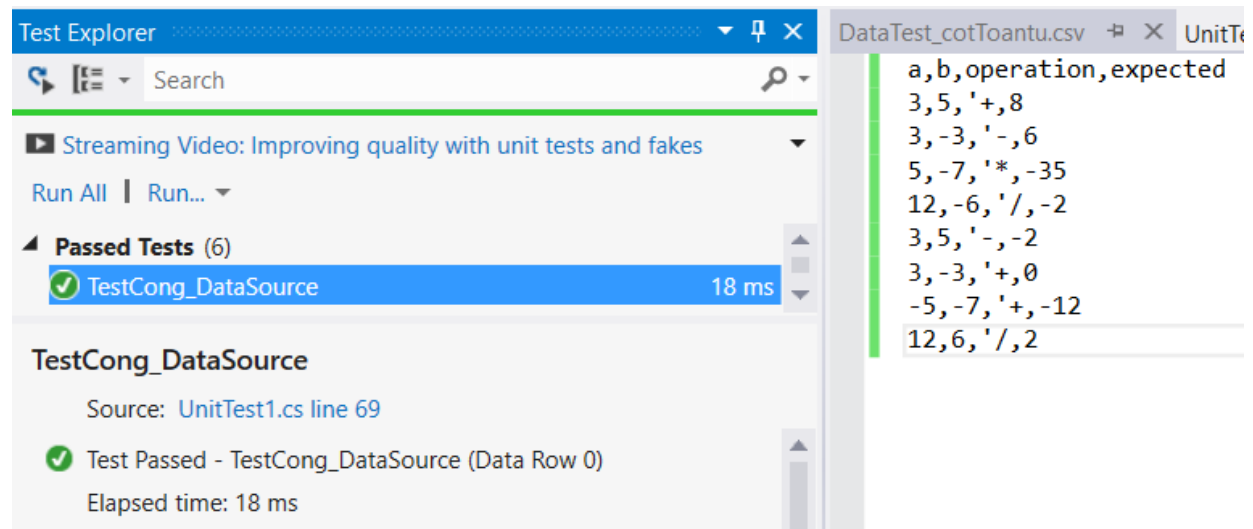 Test Explorer
Search
Streaming Video: Improving quality with unit tests and fakes
Run All | Run...
Passed Tests (6)
TestCong_DataSource 18 ms
TestCong_DataSource
Source: UnitTest1.cs line 69
Test Passed - TestCong_DataSource (Data Row 0)
Elapsed time: 18 ms
DataTest_cotToantu.csv UnitTe
a,b,operation,expected
3,5,'+,8
3,-3,'-,6
5,-7,'*,-35
12,-6,'/,-2
3,5,'-,-2
3,-3,'+,0
-5,-7,'+,-12
12,6,'/,2